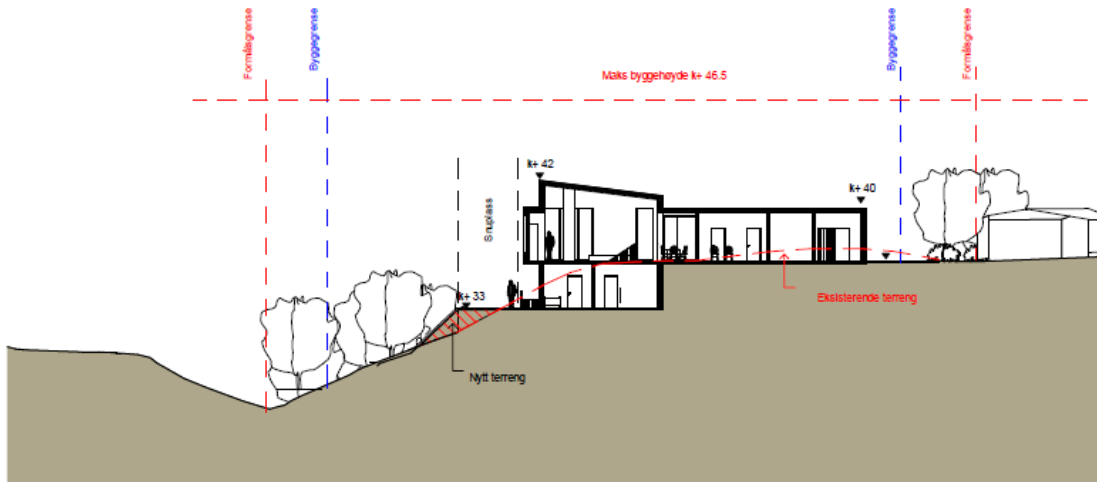 Formålsgrense
Byggegrense
Byggegrense
Formålsgrense
Maks byggehøyde k+ 46.5
k+ 42
k+ 40
Snuplass
k+ 33
Eksisterende terreng
Nytt terreng